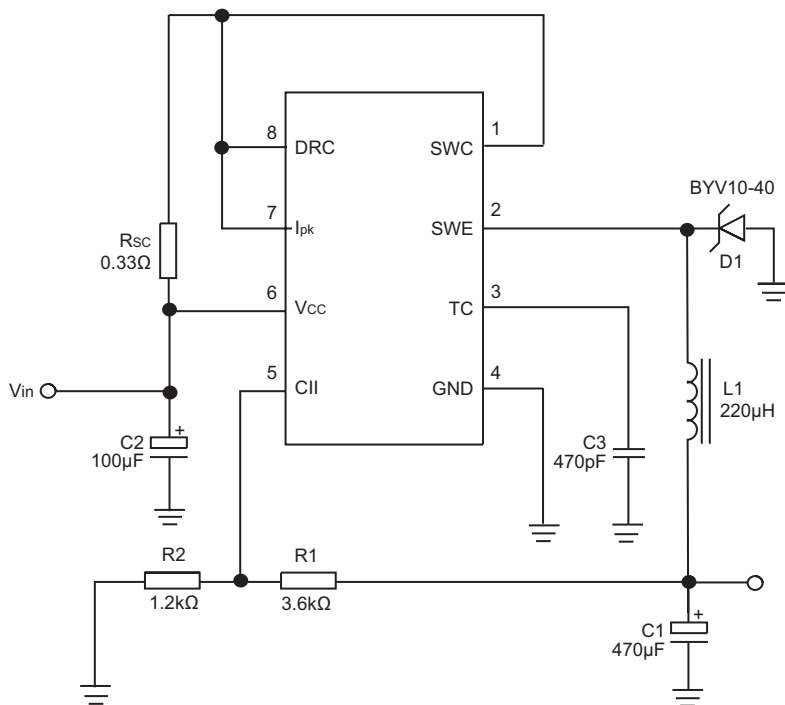 8
DRC
SWC
1
BYV10-40
7
Ipk
SWE
2
RSC
0.33Ω
D1
6
VCC
TC
3
Vin
5
CII
GND
4
L1
220µH
C2
+
100µF
C3
470pF
R2
1.2kΩ
R1
3.6kΩ
C1
+
470µF